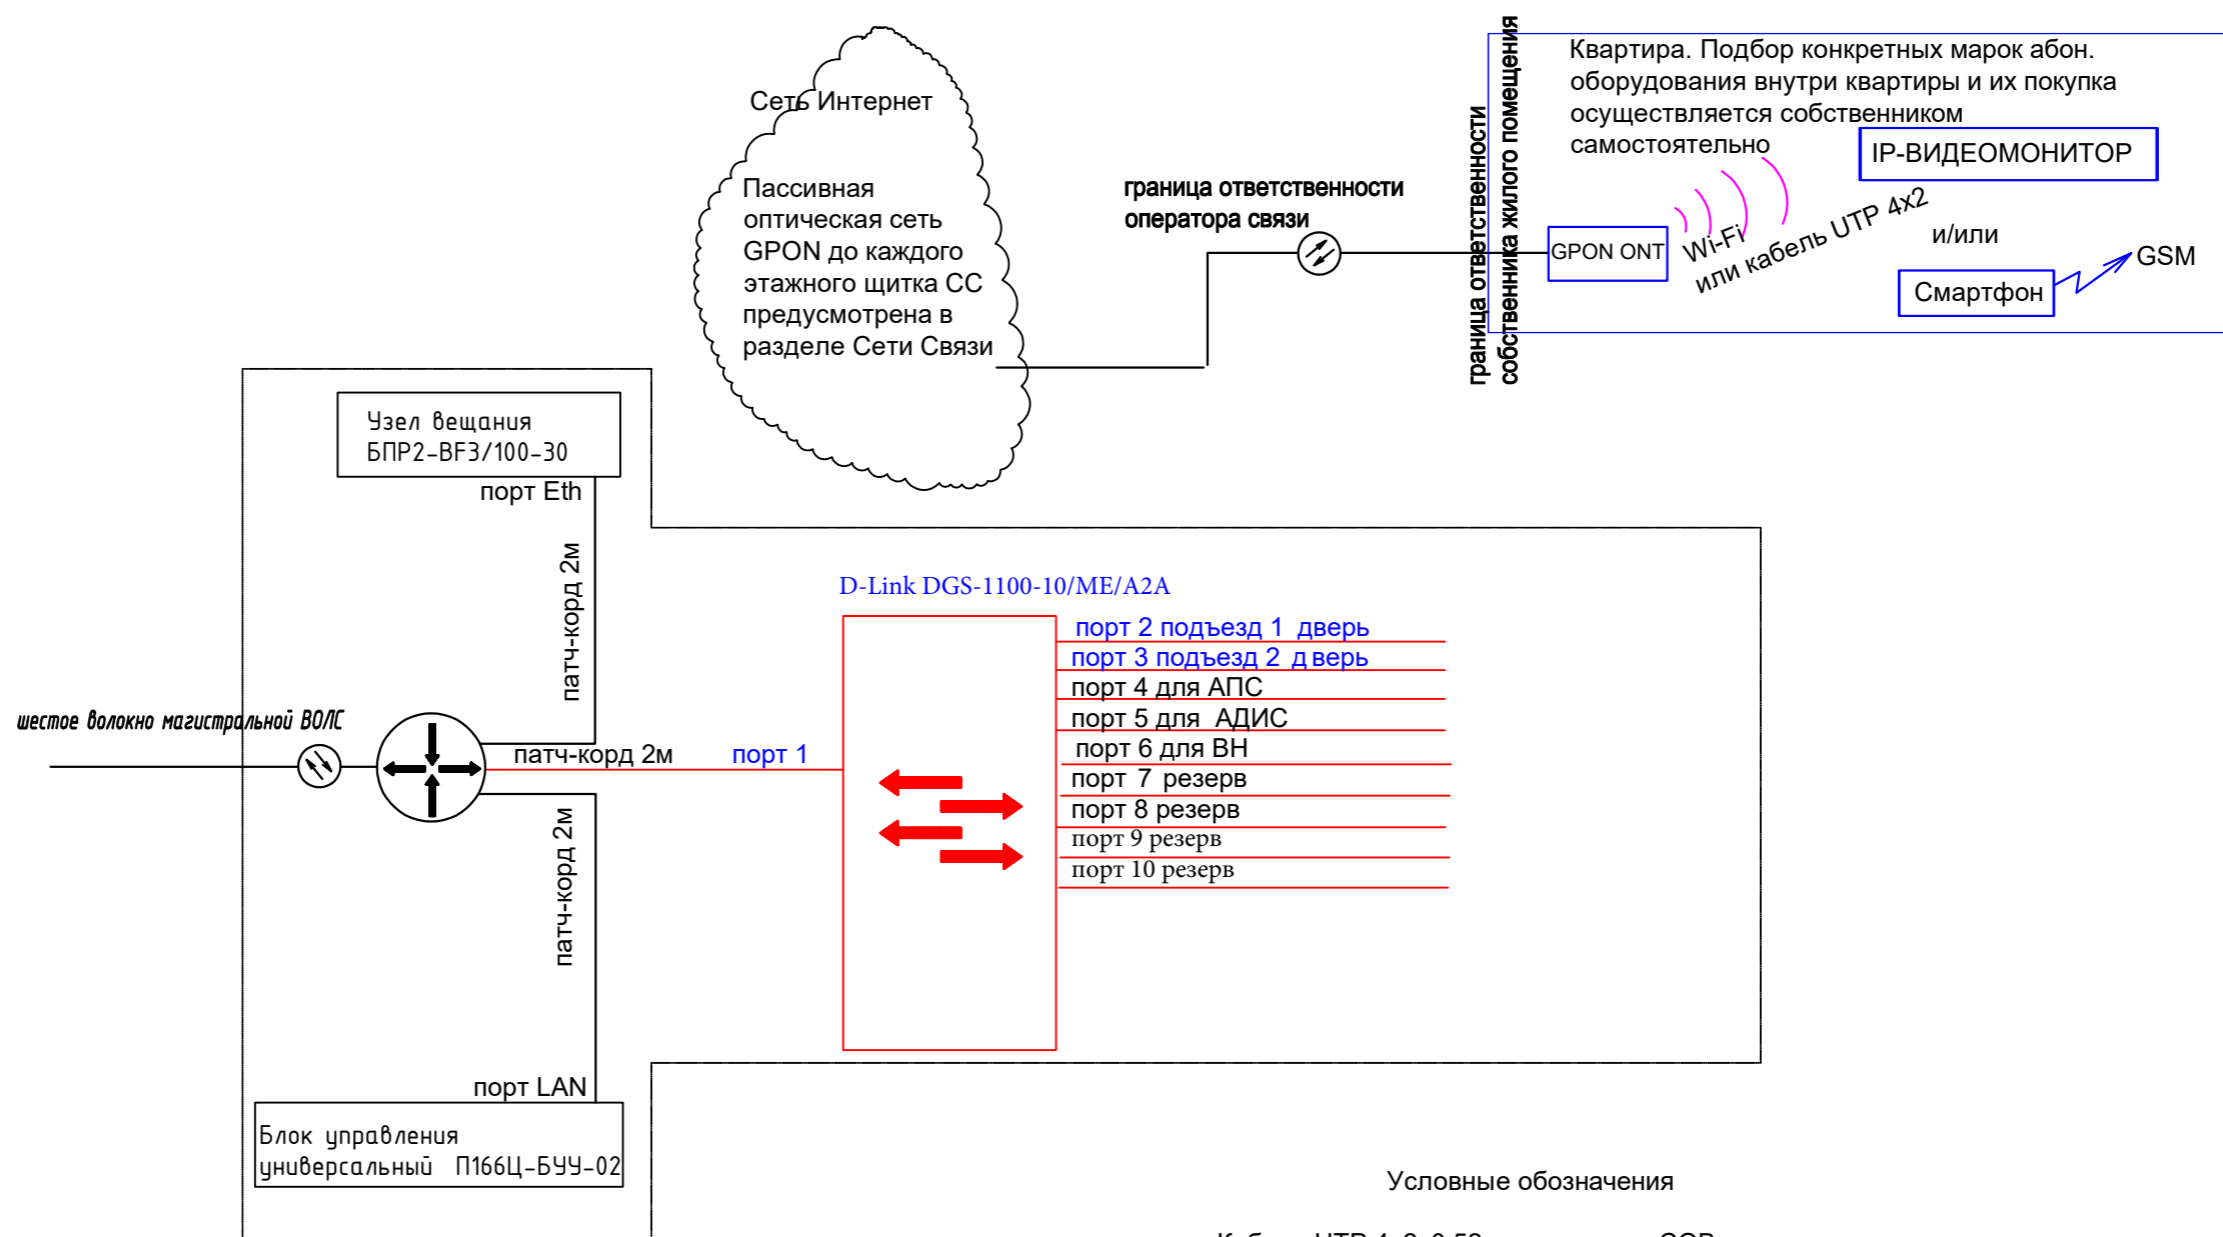 Сеть Интернет
Пассивная
оптическая сеть
GPON до каждого
этажного щитка СС
предусмотрена в
разделе Сети Связи
граница ответственности
оператора связи
граница ответственности
собственника жилого помещения
Квартира. Подбор конкретных марок абон.
оборудования внутри квартиры и их покупка
осуществляется собственником
самостоятельно
IP-ВИДЕОМОНИТОР
GPON ONT
Wi-Fi
или кабель UTP 4x2
и/или
Смартфон
GSM
Узел вещания
БПР2-BF3/100-30
порт Eth
патч-корд 2м
D-Link DGS-1100-10/ME/A2A
порт 2 подъезд 1 дверь
порт 3 подъезд 2 дверь
порт 4 для АПС
порт 5 для АДИС
порт 6 для ВН
порт 7 резерв
порт 8 резерв
порт 9 резерв
порт 10 резерв
шестое волокно магистральной ВОЛС
патч-корд 2м
порт 1
патч-корд 2м
порт LAN
Блок управления
универсальный П166Ц-БУУ-02
Условные обозначения